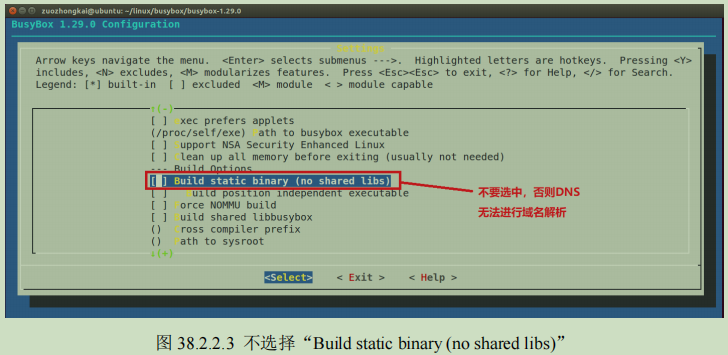 zuozhongkai@ubuntu: ~/linux/busybox/busybox-1.29.0
BusyBox 1.29.0 Configuration
Settings
Arrow keys navigate the menu. <Enter> selects submenus --->. Highlighted letters are hotkeys. Pressing <Y>
includes, <N> excludes, <M> modularizes features. Press <Esc><Esc> to exit, <?> for Help, </> for Search.
Legend: [*] built-in [ ] excluded <M> module < > module capable
↑(-)
[ ] exec prefers applets
(/proc/self/exe) Path to busybox executable
[ ] Support NSA Security Enhanced Linux
[ ] Clean up all memory before exiting (usually not needed)
--- Build Options
[ ] Build static binary (no shared libs)
[ ] Build position independent executable
[ ] Force NOMMU build
[ ] Build shared libbusybox
() Cross compiler prefix
() Path to sysroot
↓(+)
不要选中，否则DNS
无法进行域名解析
<Select> < Exit > < Help >
图 38.2.2.3 不选择“Build static binary (no shared libs)”